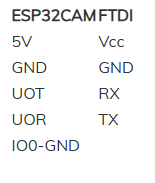 ESP32CAM FTDI
5V Vcc
GND GND
UOT RX
UOR TX
IO0-GND